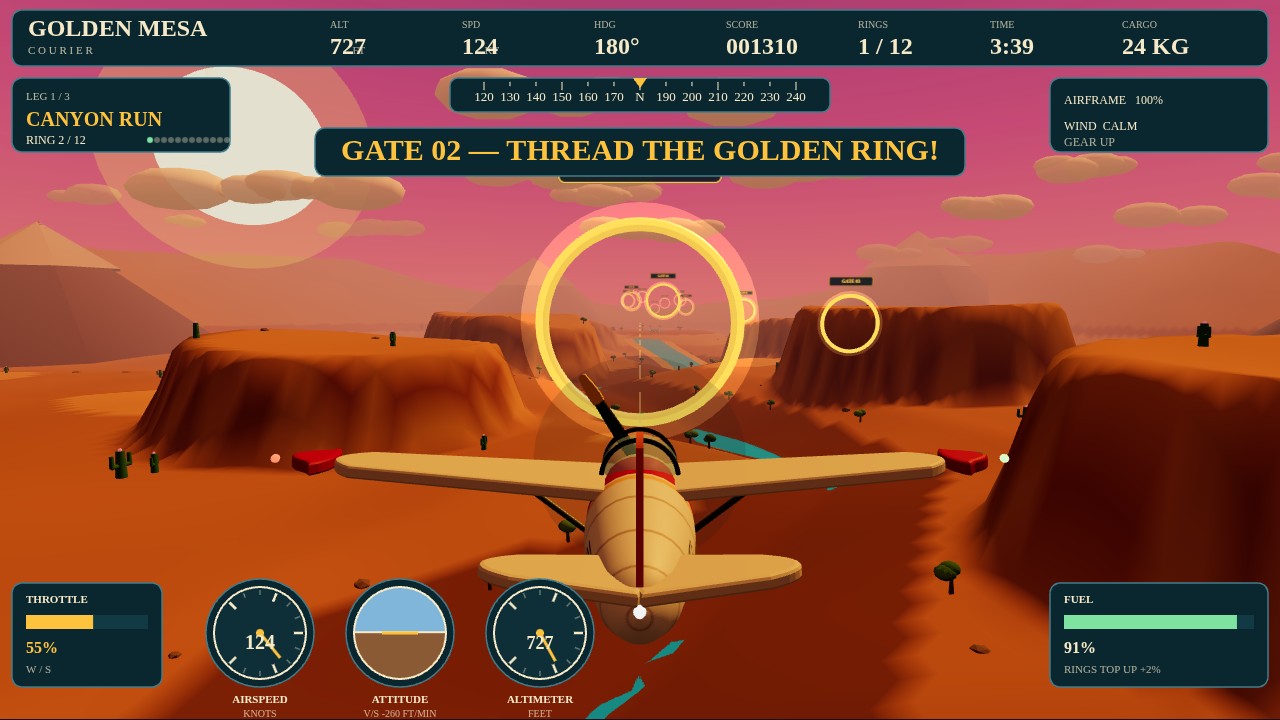 GOLDEN MESA
COURIER
ALT
727
SPD
124
HDG
180°
SCORE
001310
RINGS
1 / 12
TIME
3:39
CARGO
24 KG
LEG 1 / 3
CANYON RUN
RING 2 / 12
120 130 140 150 160 170 N 190 200 210 220 230 240
AIRFRAME 100%
WIND CALM
GEAR UP
GATE 02 — THREAD THE GOLDEN RING!
GATE 03
THROTTLE
55%
W / S
124
AIRSPEED
KNOTS
ATTITUDE
V/S -260 FT/MIN
727
ALTIMETER
FEET
FUEL
91%
RINGS TOP UP +2%